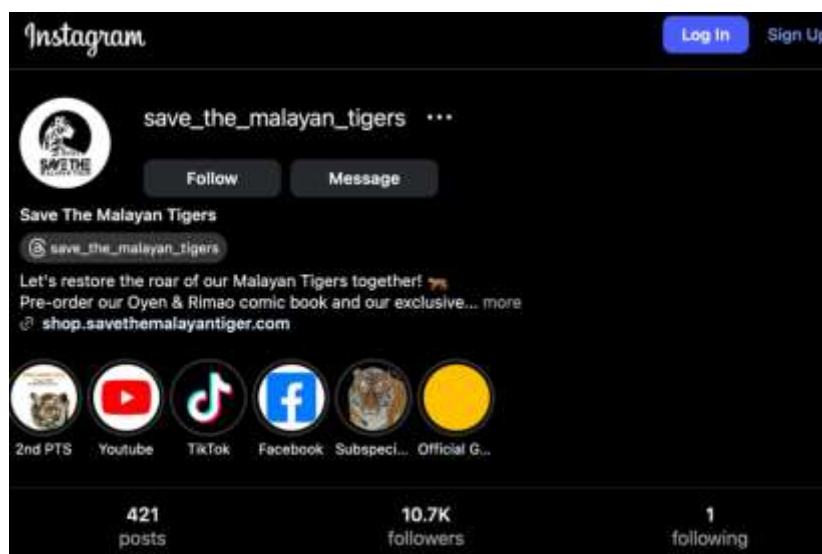 Instagram
Log In
Sign Up
save_the_malayan_tigers
SAVE THE
Follow
Message
Save The Malayan Tigers
save_the_malayan_tigers
Let's restore the roar of our Malayan Tigers together! 🐅
Pre-order our Oyen & Rimao comic book and our exclusive... more
shop.savethemalayantiger.com
2nd PTS
Youtube
TikTok
Facebook
Subspeci...
Official G...
421
posts
10.7K
followers
1
following